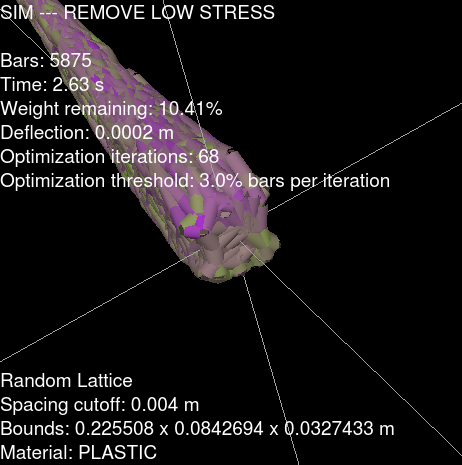 SIM --- REMOVE LOW STRESS
Bars: 5875
Time: 2.63 s
Weight remaining: 10.41%
Deflection: 0.0002 m
Optimization iterations: 68
Optimization threshold: 3.0% bars per iteration
Random Lattice
Spacing cutoff: 0.004 m
Bounds: 0.225508 x 0.0842694 x 0.0327433 m
Material: PLASTIC